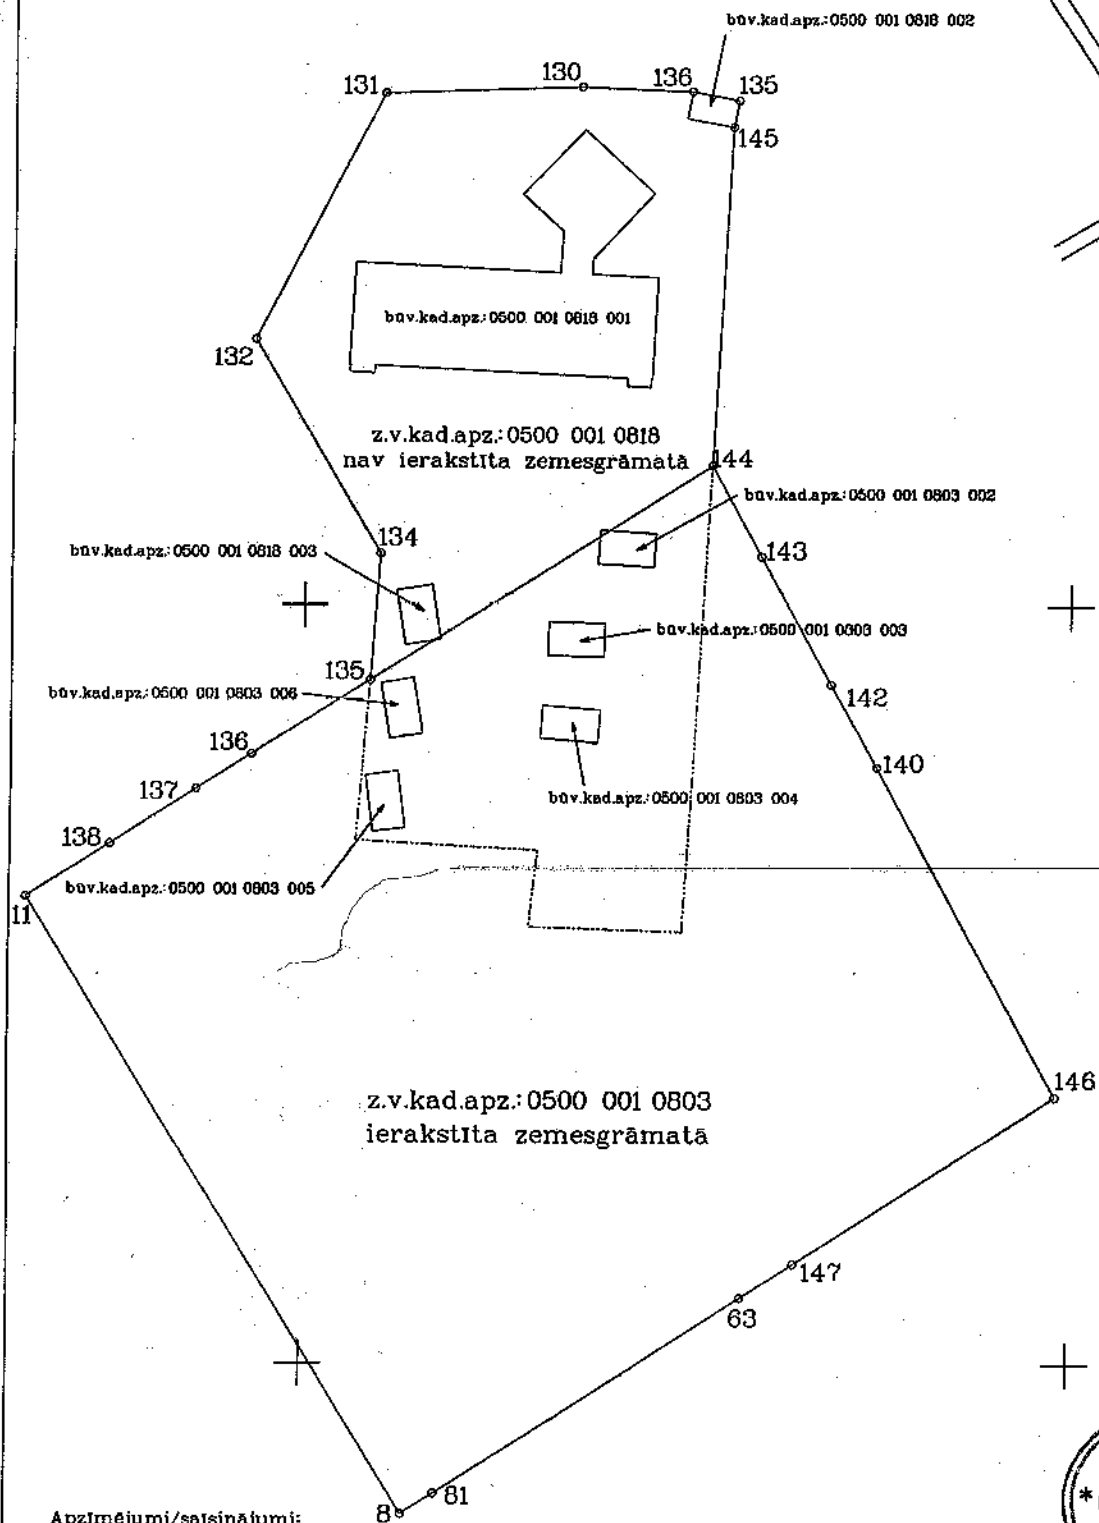 būv.kad.apz.:0500 001 0818 002
130
136
131
135
145
būv.kad.apz.:0500 001 0818 001
132
z.v.kad.apz.:0500 001 0818
nav ierakstīta zemesgrāmatā
144
būv.kad.apz.:0500 001 0803 002
134
būv.kad.apz.:0500 001 0818 003
143
būv.kad.apz.:0500 001 0803 003
135
būv.kad.apz.:0500 001 0803 006
142
136
140
137
būv.kad.apz.:0500 001 0803 004
138
būv.kad.apz.:0500 001 0803 005
11
146
z.v.kad.apz.:0500 001 0803
ierakstīta zemesgrāmatā
147
63
81
8
Apzīmējumi/saīsinājumi:
*